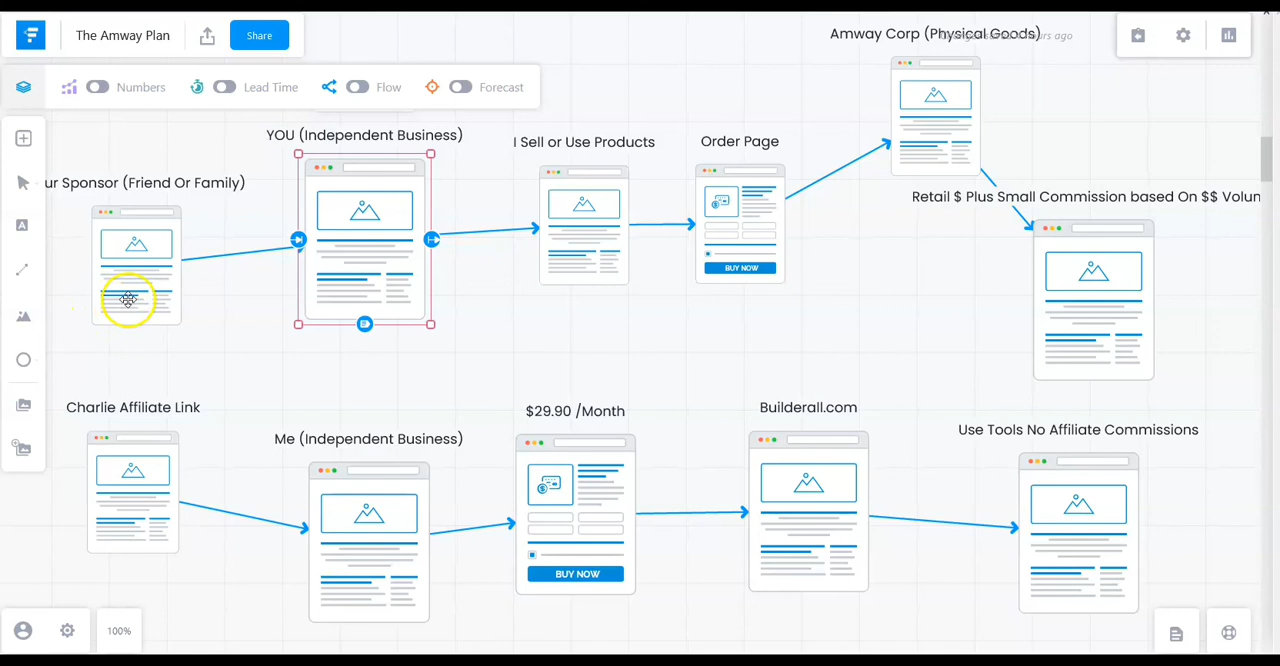 The Amway Plan
Share
Numbers
Lead Time
Flow
Forecast
Amway Corp (Physical Goods)
YOU (Independent Business)
I Sell or Use Products
Order Page
ur Sponsor (Friend Or Family)
Retail $ Plus Small Commission based On $$ Volun
BUY NOW
Charlie Affiliate Link
Me (Independent Business)
$29.90 /Month
Builderall.com
Use Tools No Affiliate Commissions
BUY NOW
100%